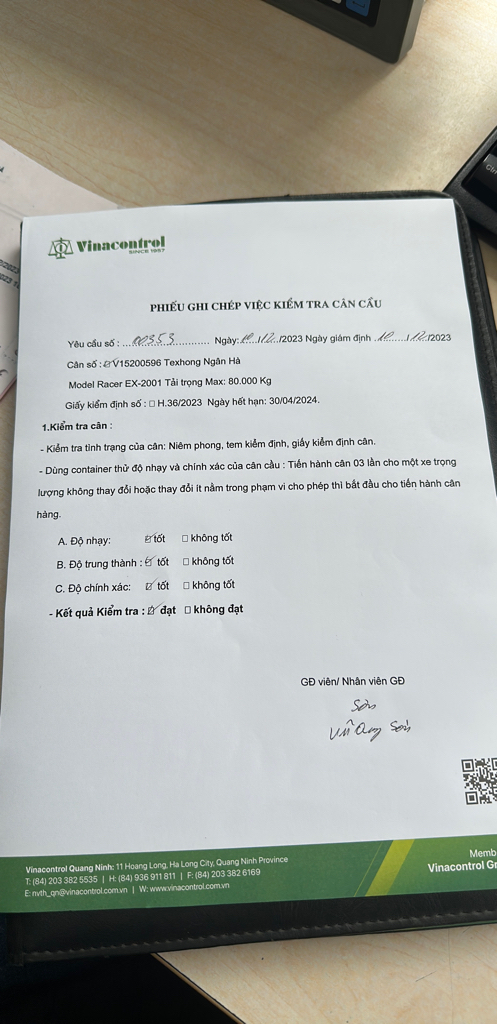 Vinacontrol
SINCE 1957
PHIẾU GHI CHÉP VIỆC KIỂM TRA CÂN CẦU
Yêu cầu số : ...00353............ Ngày: 10../12../2023 Ngày giám định ..10...../12./2023
Cân số : ☑ V15200596 Texhong Ngân Hà
Model Racer EX-2001 Tải trọng Max: 80.000 Kg
Giấy kiểm định số : ☐ H.36/2023 Ngày hết hạn: 30/04/2024.
1.Kiểm tra cân :
- Kiểm tra tình trạng của cân: Niêm phong, tem kiểm định, giấy kiểm định cân.
- Dùng container thử độ nhạy và chính xác của cân cầu : Tiến hành cân 03 lần cho một xe trọng
lượng không thay đổi hoặc thay đổi ít nằm trong phạm vi cho phép thì bắt đầu cho tiến hành cân
hàng.
A. Độ nhạy: ☑ tốt ☐ không tốt
B. Độ trung thành : ☑ tốt ☐ không tốt
C. Độ chính xác: ☑ tốt ☐ không tốt
- Kết quả Kiểm tra : ☑ đạt ☐ không đạt
GĐ viên/ Nhân viên GĐ
Sơn
Sơn
Vinacontrol Quang Ninh: 11 Hoang Long, Ha Long City, Quang Ninh Province
T: (84) 203 382 5535 | H: (84) 936 911 811 | F: (84) 203 382 6169
E: nvth_qn@vinacontrol.com.vn | W: www.vinacontrol.com.vn
Memb
Vinacontrol Gr